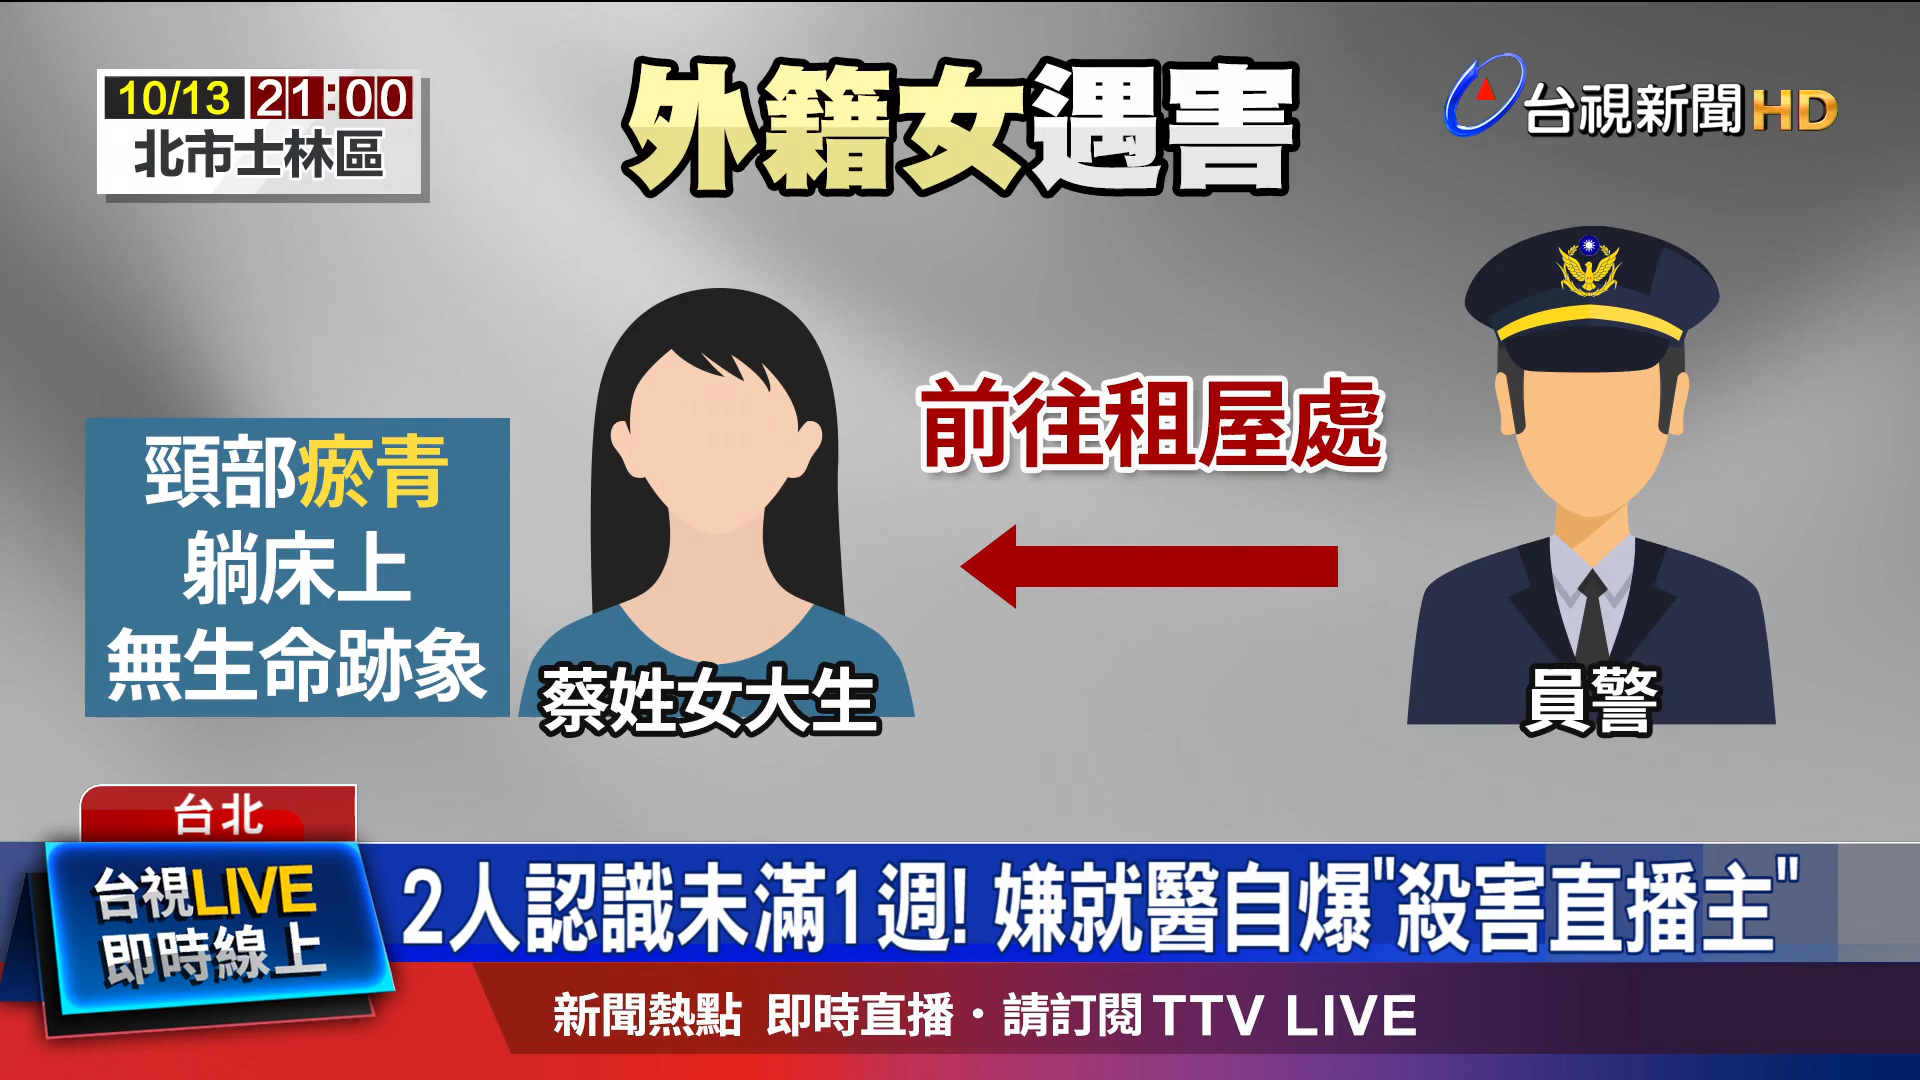 10/13 21:00
北市士林區
外籍女遇害
台視新聞HD
前往租屋處
頸部瘀青
躺床上
無生命跡象
蔡姓女大生
員警
台北
台視LIVE
即時線上
2人認識未滿1週! 嫌就醫自爆"殺害直播主"
新聞熱點 即時直播・請訂閱TTV LIVE